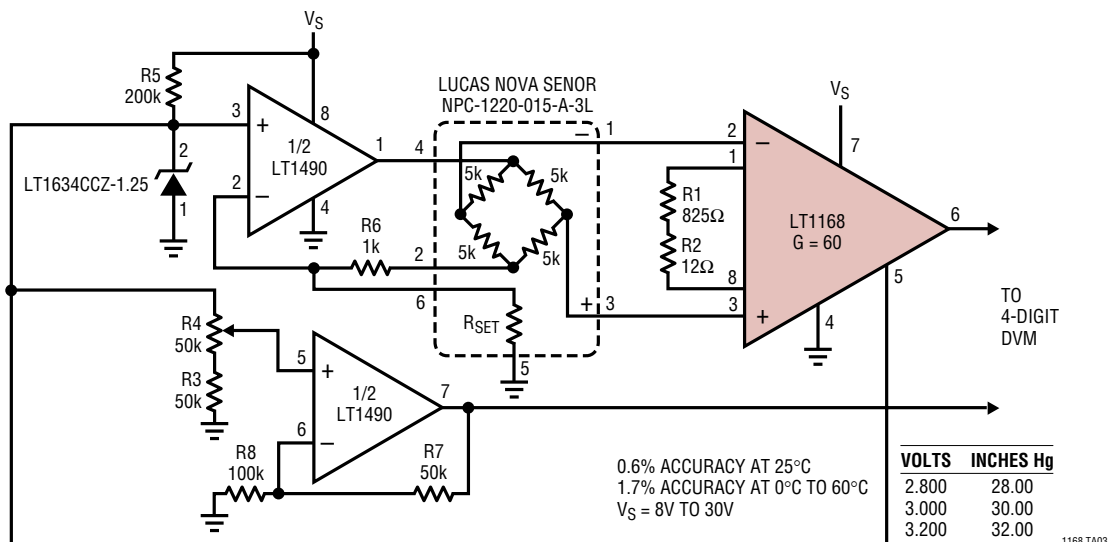 VS
R5
200k
3
+
8
1/2
LT1490
1
2
−
4
2
LT1634CCZ-1.25
1
LUCAS NOVA SENOR
NPC-1220-015-A-3L
4
5k
5k
5k
5k
− 1
R6
1k
2
6
RSET
+ 3
5
VS
2
−
7
1
R1
825Ω
R2
12Ω
LT1168
G = 60
6
8
3
+
4
5
TO
4-DIGIT
DVM
R4
50k
R3
50k
5
+
1/2
LT1490
7
6
−
R8
100k
R7
50k
0.6% ACCURACY AT 25°C
1.7% ACCURACY AT 0°C TO 60°C
VS = 8V TO 30V
VOLTS INCHES Hg
2.800 28.00
3.000 30.00
3.200 32.00
1168 TA03